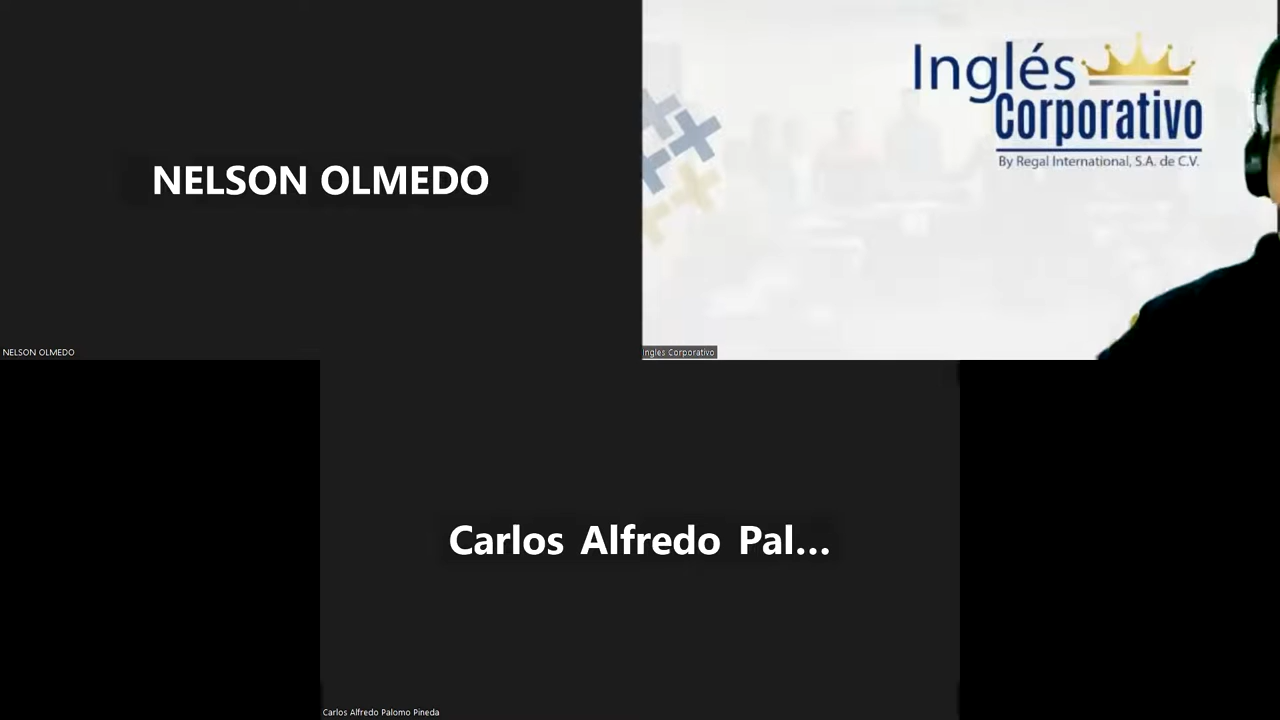 NELSON OLMEDO
NELSON OLMEDO
Inglés
Corporativo
By Regal International, S.A. de C.V.
Ingles Corporativo
Carlos Alfredo Pal...
Carlos Alfredo Palomo Pineda